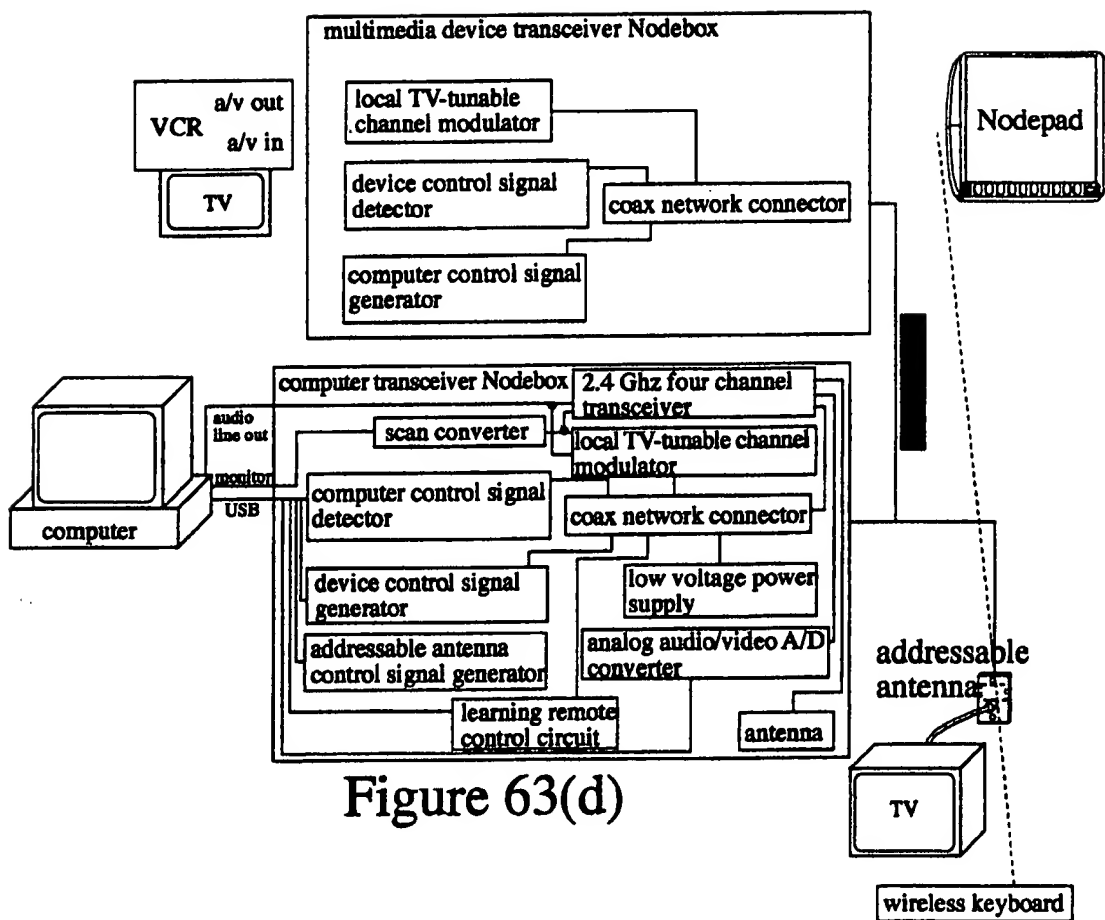 multimedia device transceiver Nodebox
a/v out
VCR
a/v in
TV
local TV-tunable
channel modulator
device control signal
detector
coax network connector
computer control signal
generator
Nodepad
computer transceiver Nodebox
2.4 Ghz four channel
transceiver
audio
line out
scan converter
local TV-tunable channel
modulator
monitor
USB
computer
computer control signal
detector
coax network connector
device control signal
generator
low voltage power
supply
addressable antenna
control signal generator
analog audio/video A/D
converter
learning remote
control circuit
antenna
addressable
antenna
TV
Figure 63(d)
wireless keyboard